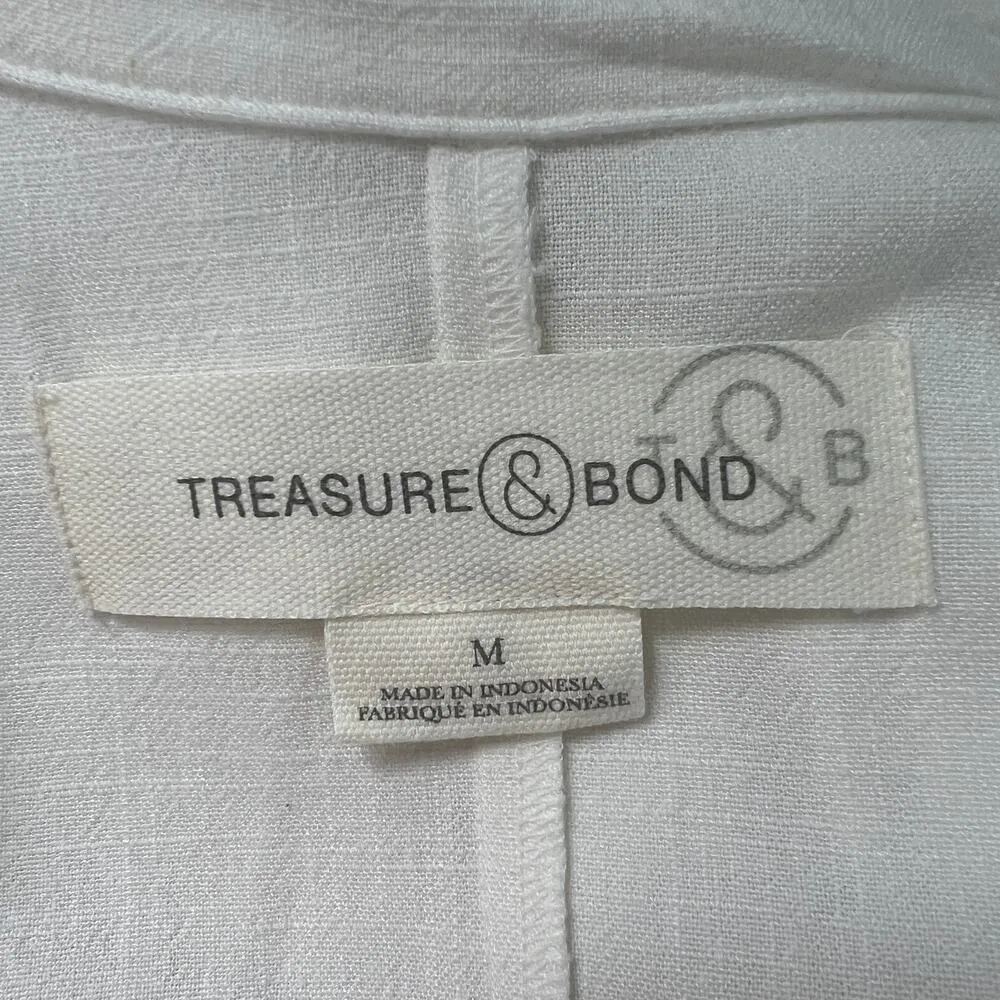 TREASURE & BOND
T & B
M
MADE IN INDONESIA
FABRIQUÉ EN INDONÉSIE